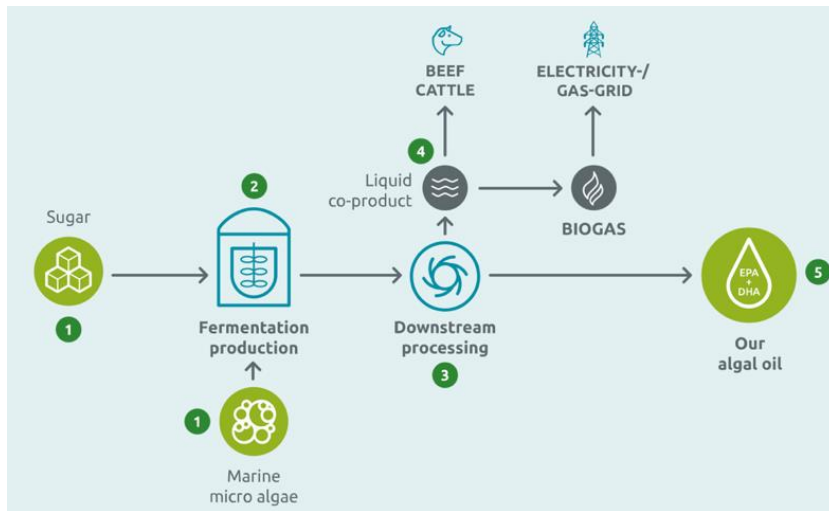 BEEF
CATTLE
ELECTRICITY-/
GAS-GRID
4
Liquid
co-product
BIOGAS
2
Sugar
1
Fermentation
production
Downstream
processing
3
EPA
+
DHA
5
Our
algal oil
1
Marine
micro algae